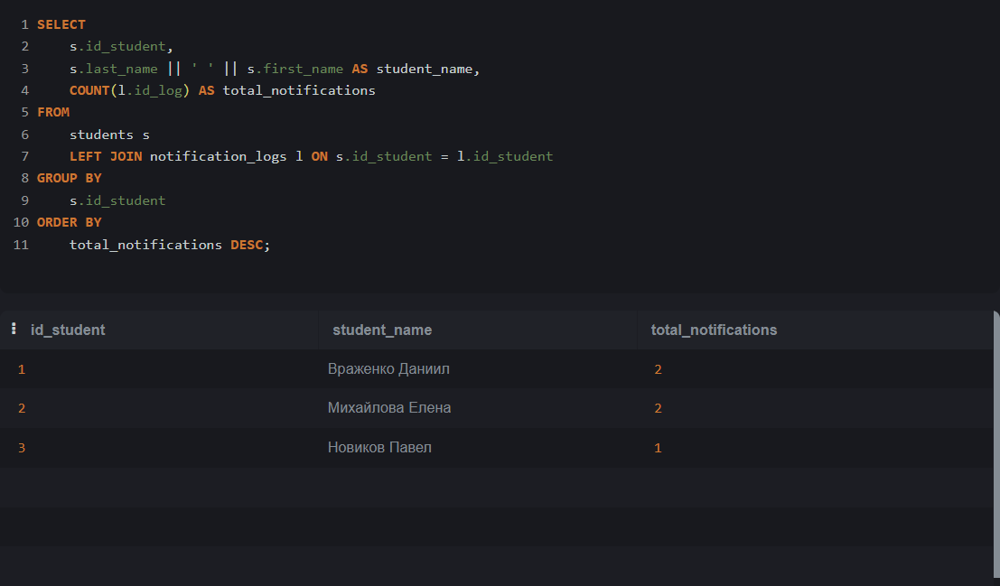 1 SELECT
2     s.id_student,
3     s.last_name || ' ' || s.first_name AS student_name,
4     COUNT(l.id_log) AS total_notifications
5 FROM
6     students s
7     LEFT JOIN notification_logs l ON s.id_student = l.id_student
8 GROUP BY
9     s.id_student
10 ORDER BY
11     total_notifications DESC;
id_student student_name total_notifications
1 Враженко Даниил 2
2 Михайлова Елена 2
3 Новиков Павел 1